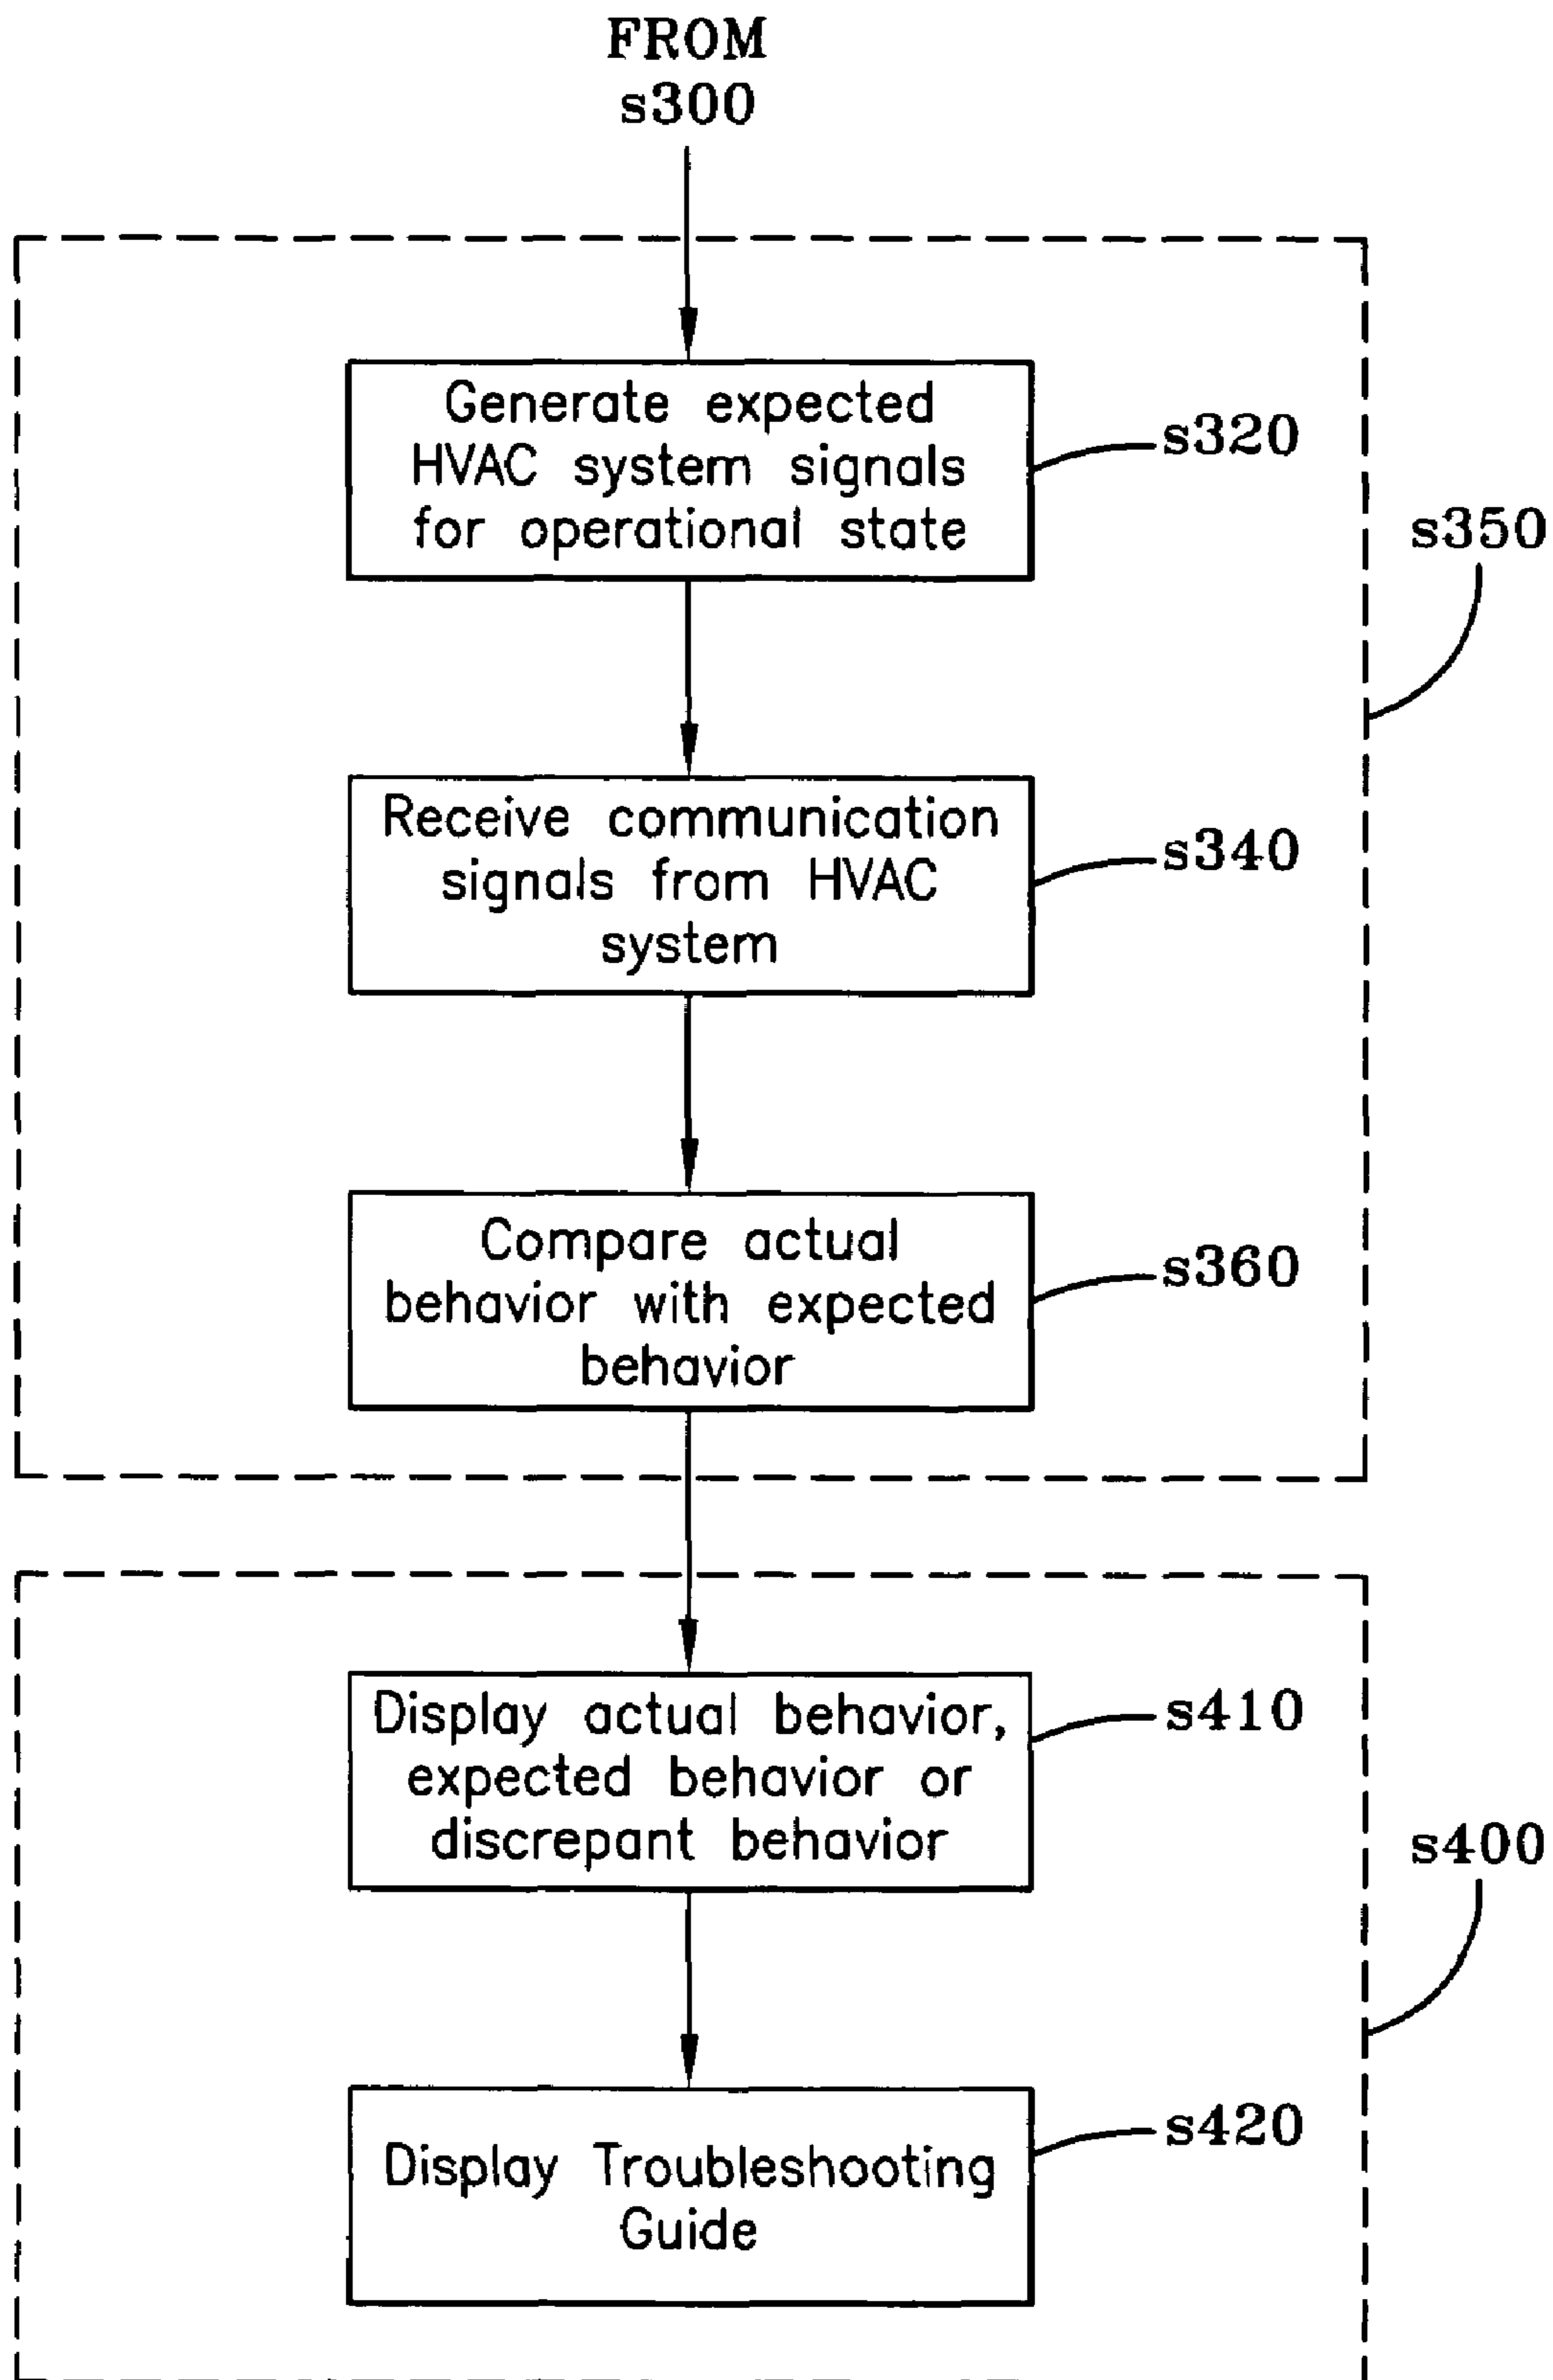 FROM
s300
Generate expected
HVAC system signals
for operational state
s320
s350
Receive communication
signals from HVAC
system
s340
Compare actual
behavior with expected
behavior
s360
Display actual behavior,
expected behavior or
discrepant behavior
s410
s400
Display Troubleshooting
Guide
s420